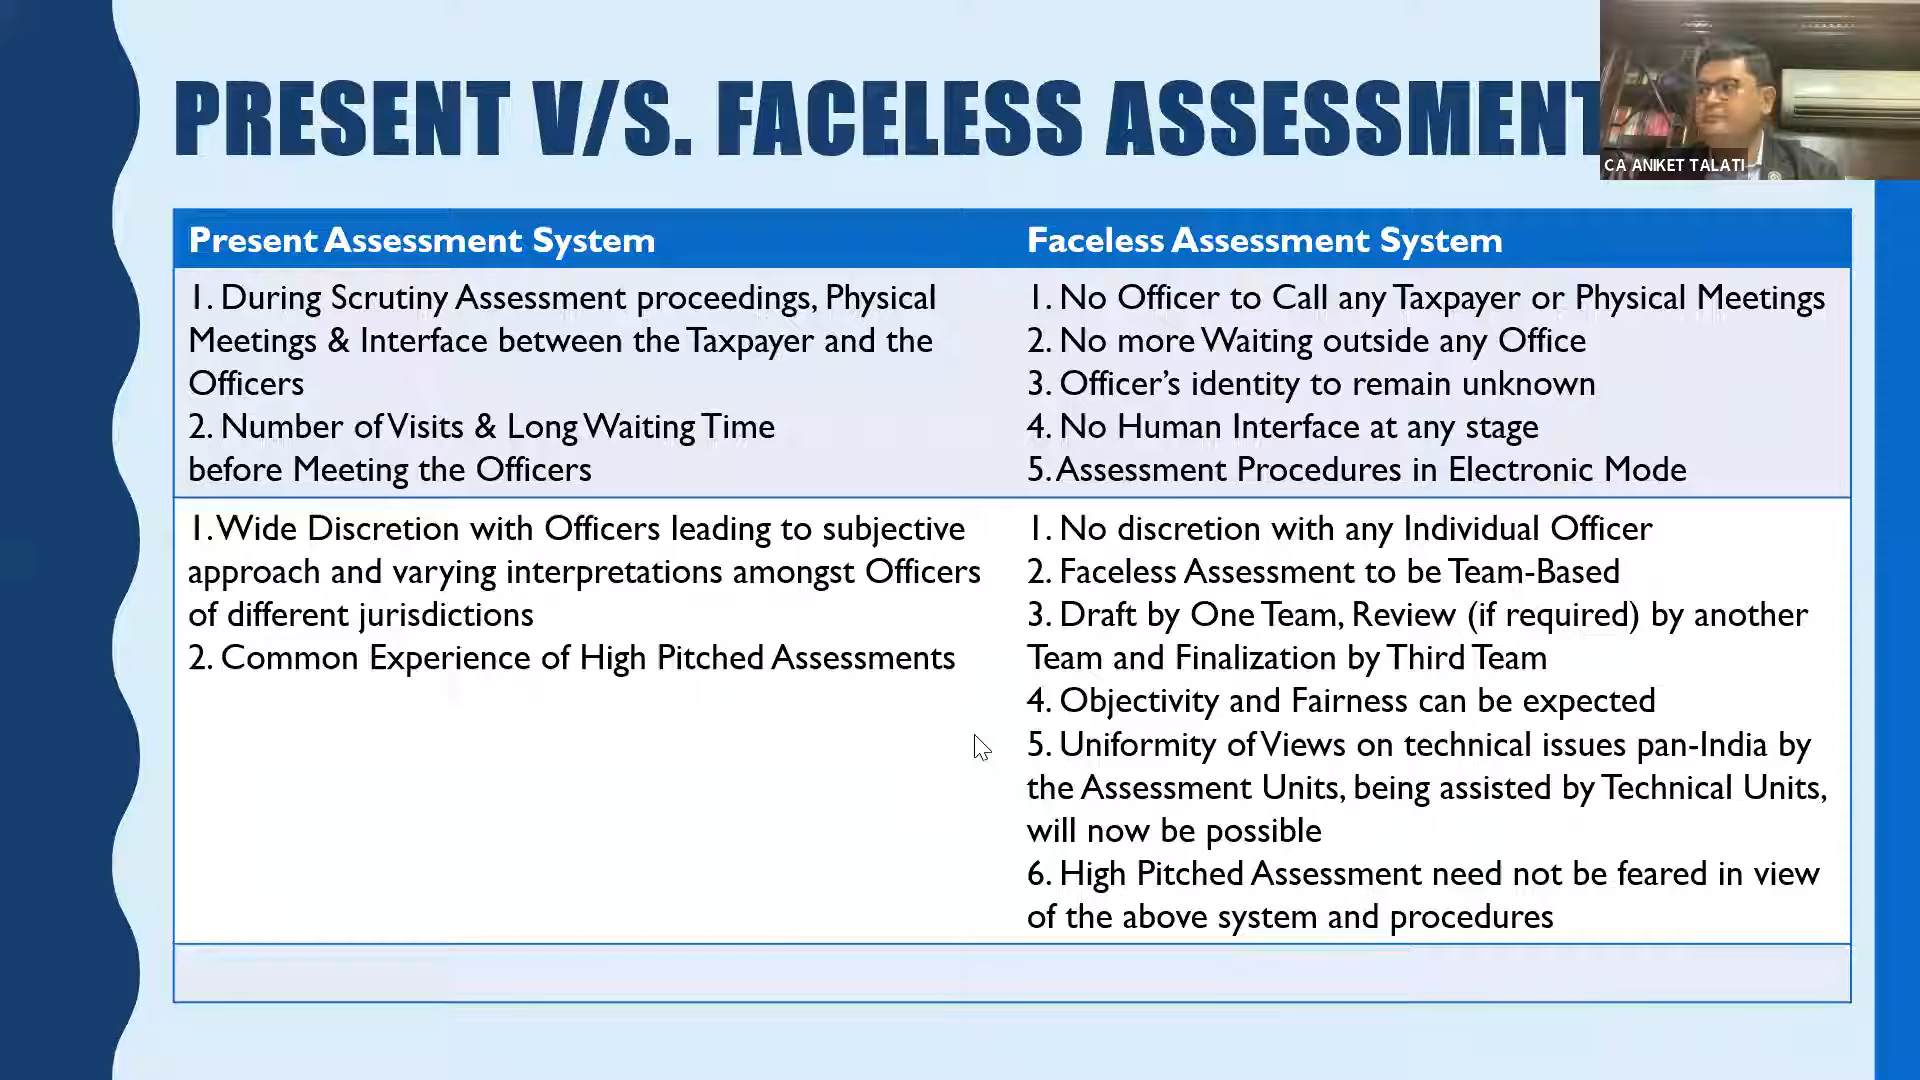 PRESENT V/S. FACELESS ASSESSMENT
CA ANIKET TALATI
Present Assessment System
Faceless Assessment System
1. During Scrutiny Assessment proceedings, Physical
Meetings & Interface between the Taxpayer and the
Officers
2. Number of Visits & Long Waiting Time
before Meeting the Officers
1. No Officer to Call any Taxpayer or Physical Meetings
2. No more Waiting outside any Office
3. Officer's identity to remain unknown
4. No Human Interface at any stage
5. Assessment Procedures in Electronic Mode
1. Wide Discretion with Officers leading to subjective
approach and varying interpretations amongst Officers
of different jurisdictions
2. Common Experience of High Pitched Assessments
1. No discretion with any Individual Officer
2. Faceless Assessment to be Team-Based
3. Draft by One Team, Review (if required) by another
Team and Finalization by Third Team
4. Objectivity and Fairness can be expected
5. Uniformity of Views on technical issues pan-India by
the Assessment Units, being assisted by Technical Units,
will now be possible
6. High Pitched Assessment need not be feared in view
of the above system and procedures